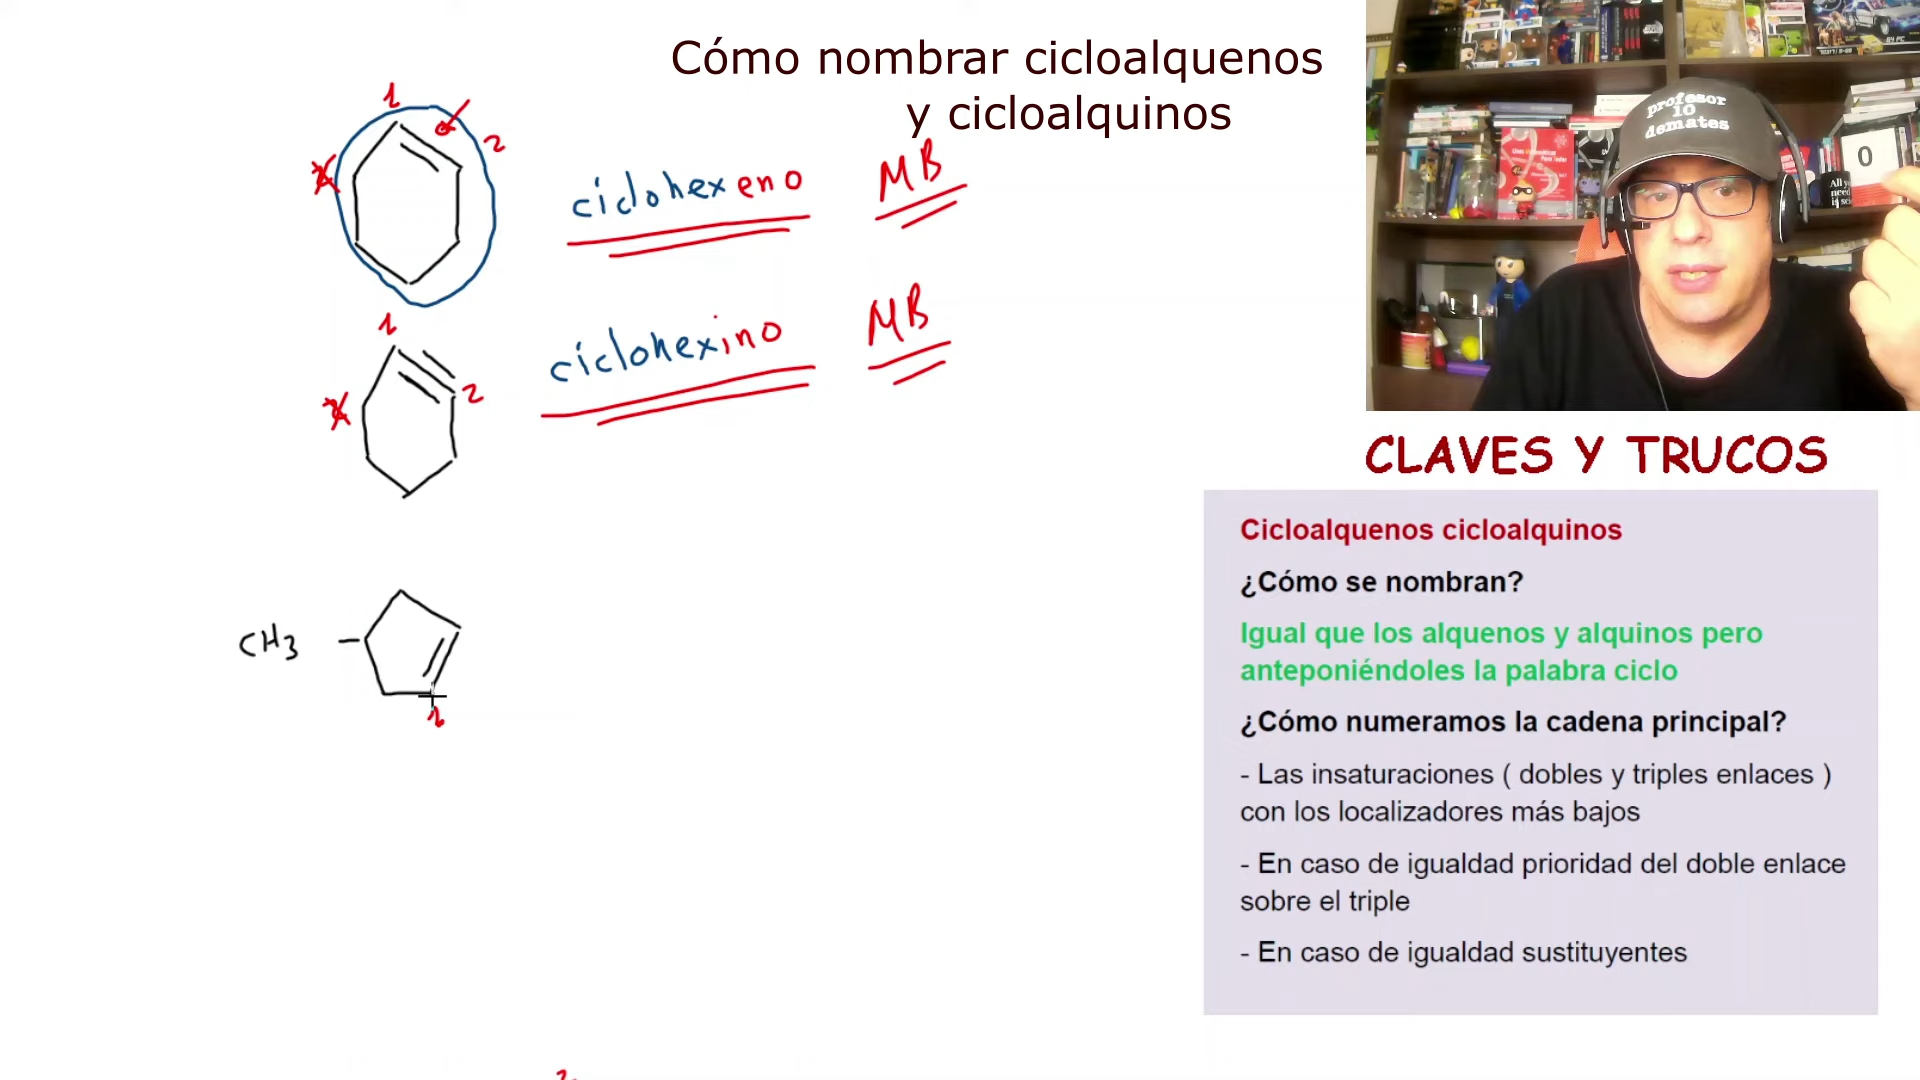 Cómo nombrar cicloalquenos
y cicloalquinos
1
2
ciclohexeno
MB
1
2
ciclohexino
MB
CH3
1
profesor
10
demates
0
CLAVES Y TRUCOS
Cicloalquenos cicloalquinos
¿Cómo se nombran?
Igual que los alquenos y alquinos pero
anteponiéndoles la palabra ciclo
¿Cómo numeramos la cadena principal?
- Las insaturaciones ( dobles y triples enlaces )
con los localizadores más bajos
- En caso de igualdad prioridad del doble enlace
sobre el triple
- En caso de igualdad sustituyentes